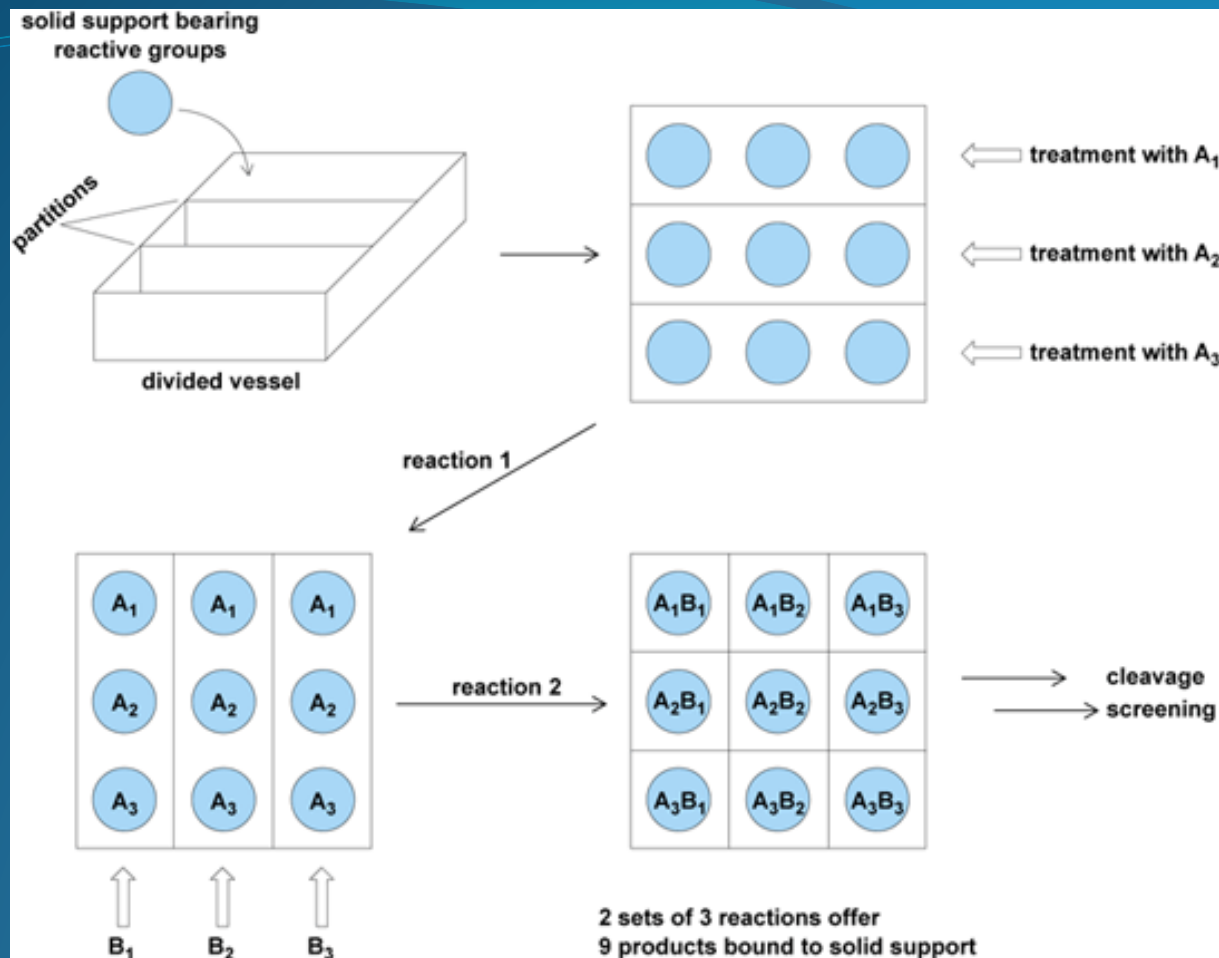 solid support bearing
reactive groups
partitions
divided vessel
treatment with A₁
treatment with A₂
treatment with A₃
reaction 1
A₁ A₁ A₁
A₂ A₂ A₂
A₃ A₃ A₃
B₁ B₂ B₃
reaction 2
A₁B₁ A₁B₂ A₁B₃
A₂B₁ A₂B₂ A₂B₃
A₃B₁ A₃B₂ A₃B₃
cleavage
screening
2 sets of 3 reactions offer
9 products bound to solid support